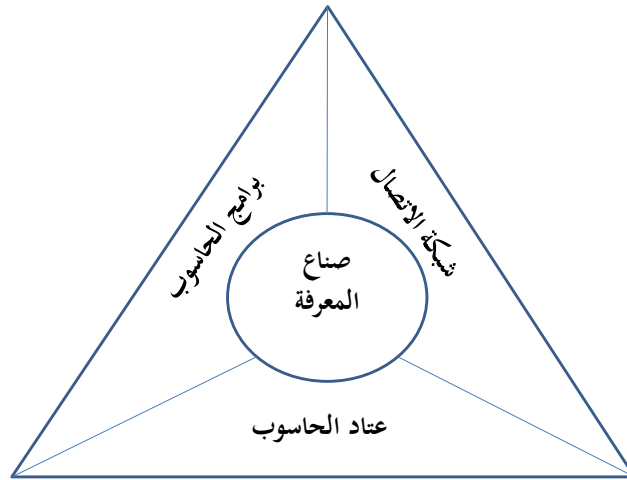 شبكة الاتصال
برامج الحاسوب
صناع
المعرفة
عتاد الحاسوب